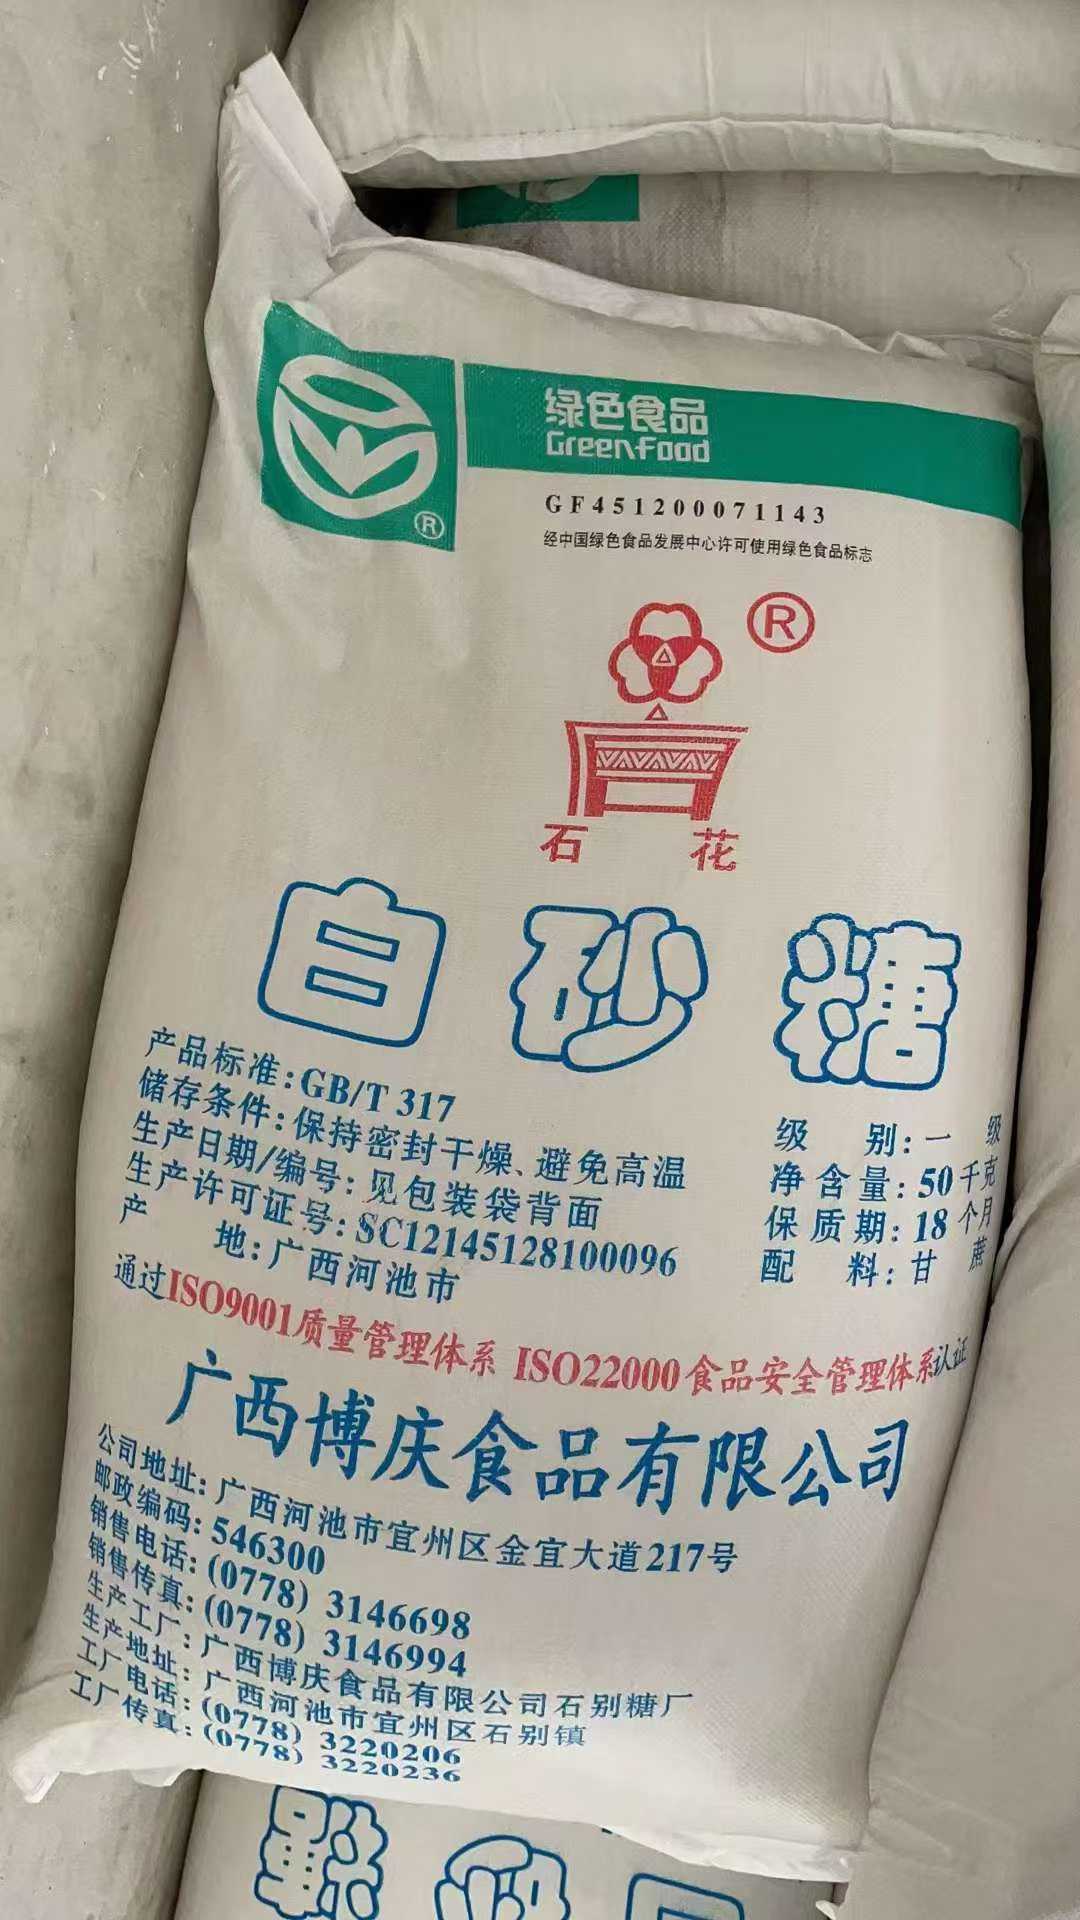 绿色食品
Greenfood
GF451200071143
经中国绿色食品发展中心许可使用绿色食品标志
®
®
石花
白砂糖
产品标准:GB/T 317
储存条件:保持密封干燥、避免高温
生产日期/编号:见包装袋背面
生产许可证号:SC12145128100096
产地:广西河池市
级别:一级
净含量:50千克
保质期:18个月
配料:甘蔗
通过ISO9001质量管理体系 ISO22000食品安全管理体系认证
广西博庆食品有限公司
公司地址:广西河池市宜州区金宜大道217号
邮政编码:546300
销售电话:(0778) 3146698
销售传真:(0778) 3146994
生产工厂:广西博庆食品有限公司石别糖厂
生产地址:广西河池市宜州区石别镇
工厂电话:(0778) 3220206
工厂传真:(0778) 3220236
糖砂白